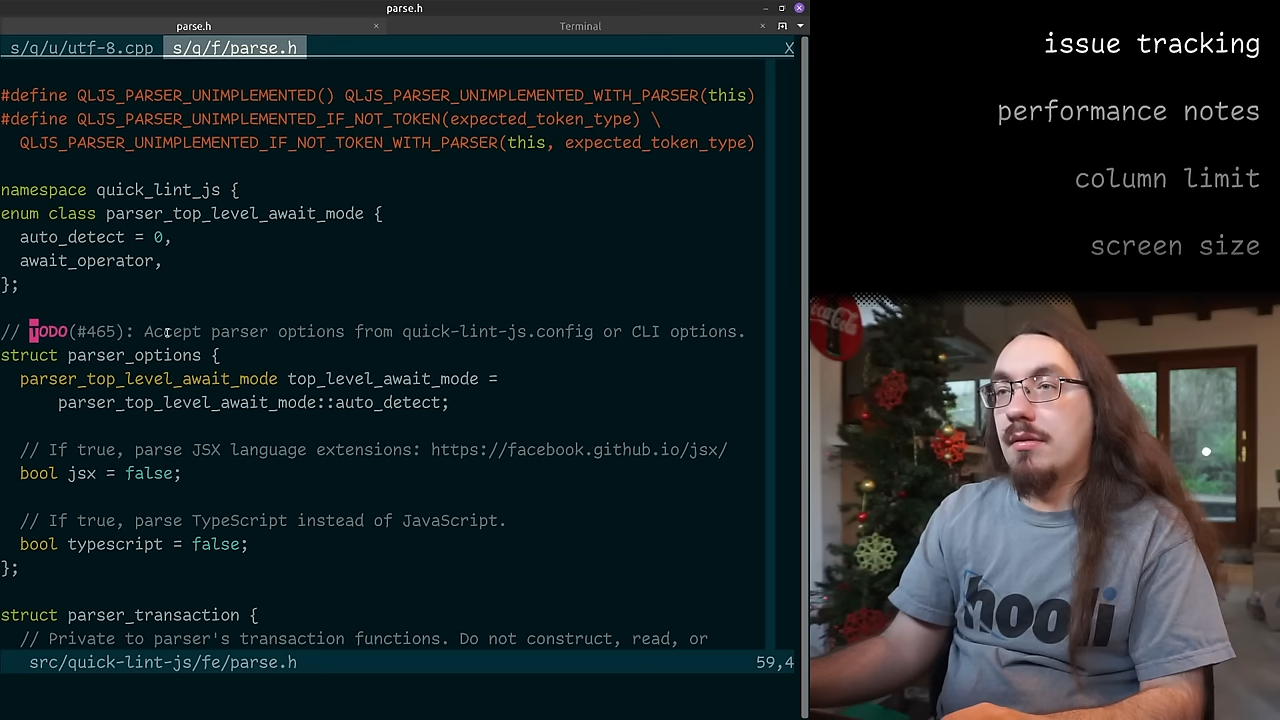 parse.h
parse.h × Terminal ×
s/q/u/utf-8.cpp s/q/f/parse.h X
#define QLJS_PARSER_UNIMPLEMENTED() QLJS_PARSER_UNIMPLEMENTED_WITH_PARSER(this)
#define QLJS_PARSER_UNIMPLEMENTED_IF_NOT_TOKEN(expected_token_type) \
QLJS_PARSER_UNIMPLEMENTED_IF_NOT_TOKEN_WITH_PARSER(this, expected_token_type)
namespace quick_lint_js {
enum class parser_top_level_await_mode {
auto_detect = 0,
await_operator,
};
// TODO(#465): Accept parser options from quick-lint-js.config or CLI options.
struct parser_options {
parser_top_level_await_mode top_level_await_mode =
parser_top_level_await_mode::auto_detect;
// If true, parse JSX language extensions: https://facebook.github.io/jsx/
bool jsx = false;
// If true, parse TypeScript instead of JavaScript.
bool typescript = false;
};
struct parser_transaction {
// Private to parser's transaction functions. Do not construct, read, or
src/quick-lint-js/fe/parse.h 59,4
issue tracking
performance notes
column limit
screen size
Coca-Cola
hooli